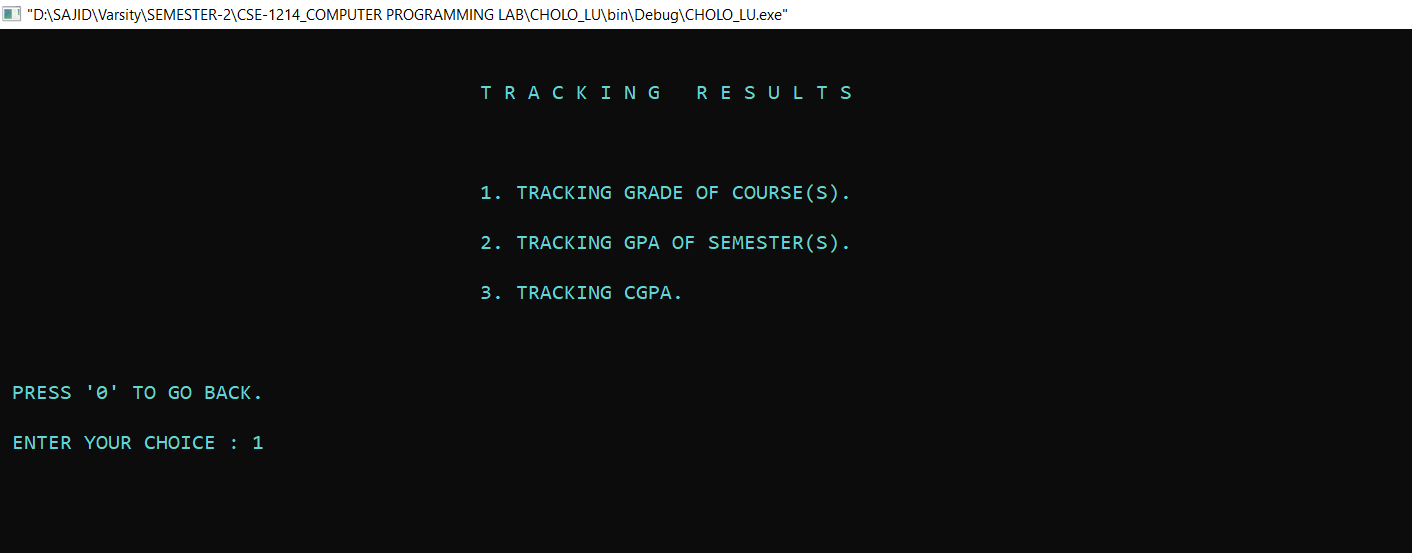 "D:\SAJID\Varsity\SEMESTER-2\CSE-1214_COMPUTER PROGRAMMING LAB\CHOLO_LU\bin\Debug\CHOLO_LU.exe"
T R A C K I N G   R E S U L T S
1. TRACKING GRADE OF COURSE(S).
2. TRACKING GPA OF SEMESTER(S).
3. TRACKING CGPA.
PRESS '0' TO GO BACK.
ENTER YOUR CHOICE : 1